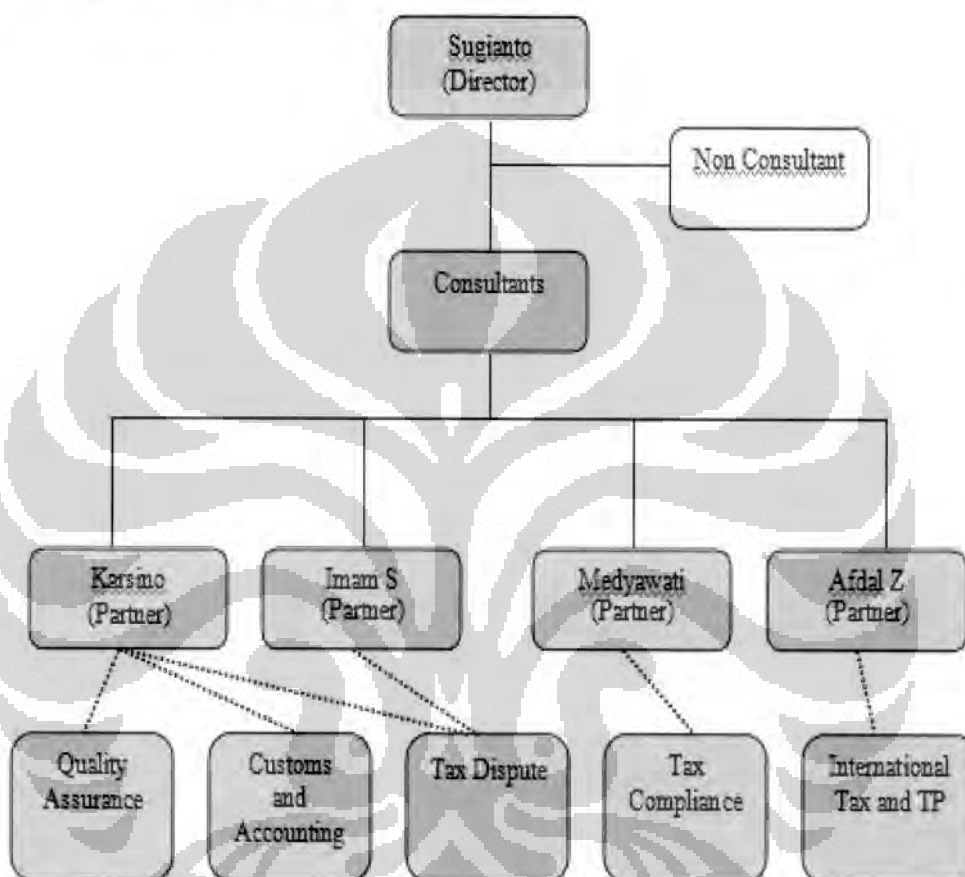 Sugianto
(Director)
Non Consultant
Consultants
Karsino
(Partner)
Imam S
(Partner)
Medyawati
(Partner)
Afdal Z
(Partner)
Quality
Assurance
Customs
and
Accounting
Tax Dispute
Tax
Compliance
International
Tax and TP